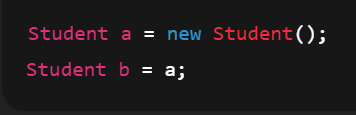 Student a = new Student();
Student b = a;